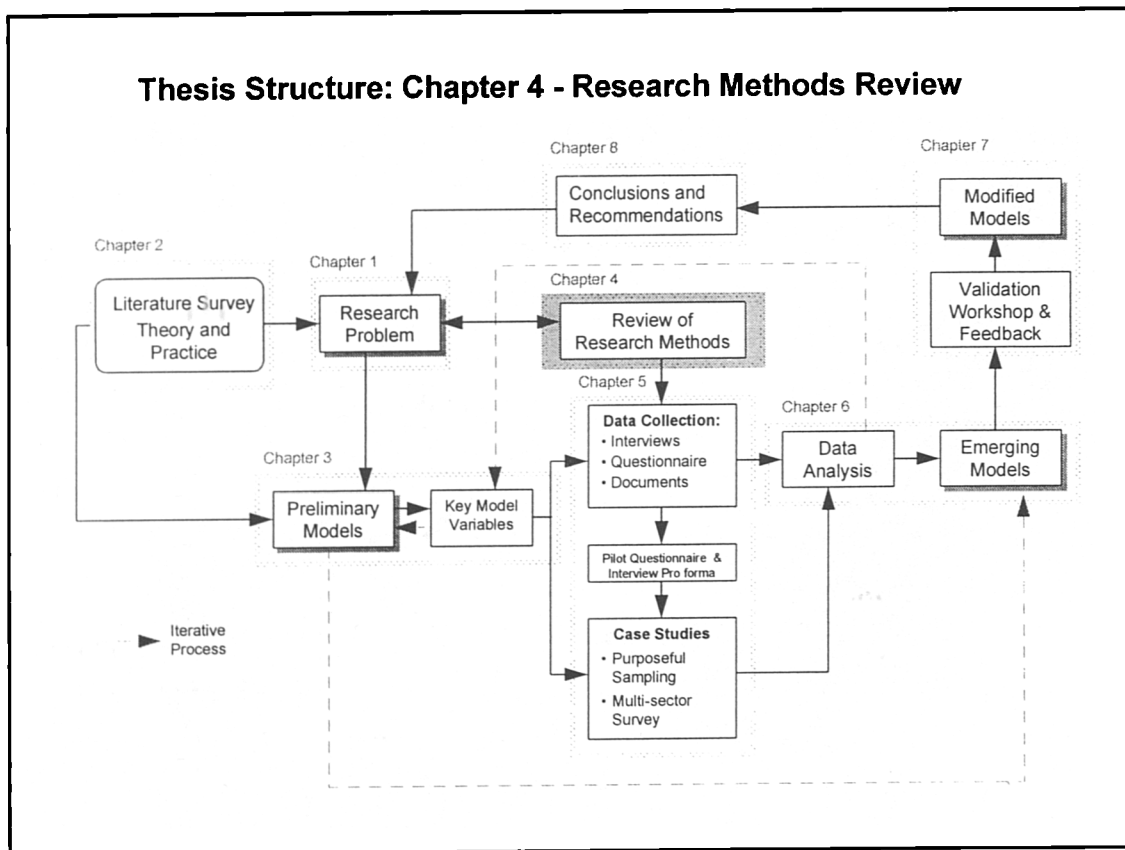 Thesis Structure: Chapter 4 - Research Methods Review
Chapter 8
Conclusions and
Recommendations
Chapter 7
Modified
Models
Chapter 2
Literature Survey
Theory and
Practice
Chapter 1
Research
Problem
Chapter 4
Review of
Research Methods
Validation
Workshop &
Feedback
Chapter 5
Data Collection:
• Interviews
• Questionnaire
• Documents
Chapter 6
Data
Analysis
Emerging
Models
Chapter 3
Preliminary
Models
Key Model
Variables
Pilot Questionnaire &
Interview Pro forma
Case Studies
• Purposeful
Sampling
• Multi-sector
Survey
Iterative
Process